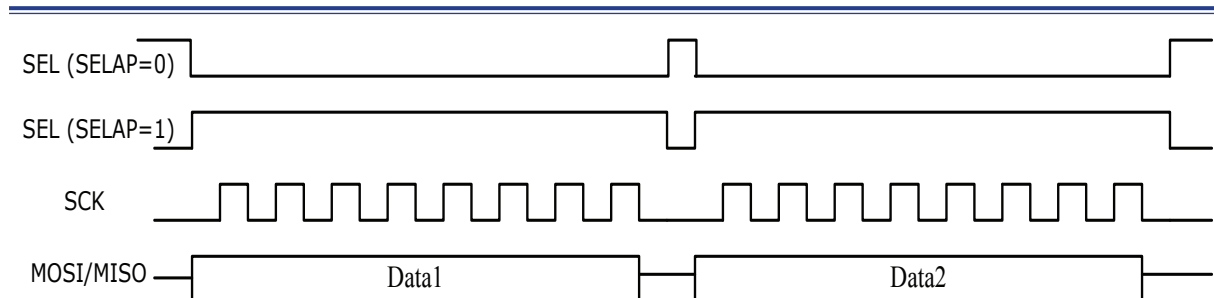 SEL (SELAP=0)
SEL (SELAP=1)
SCK
MOSI/MISO
Data1
Data2